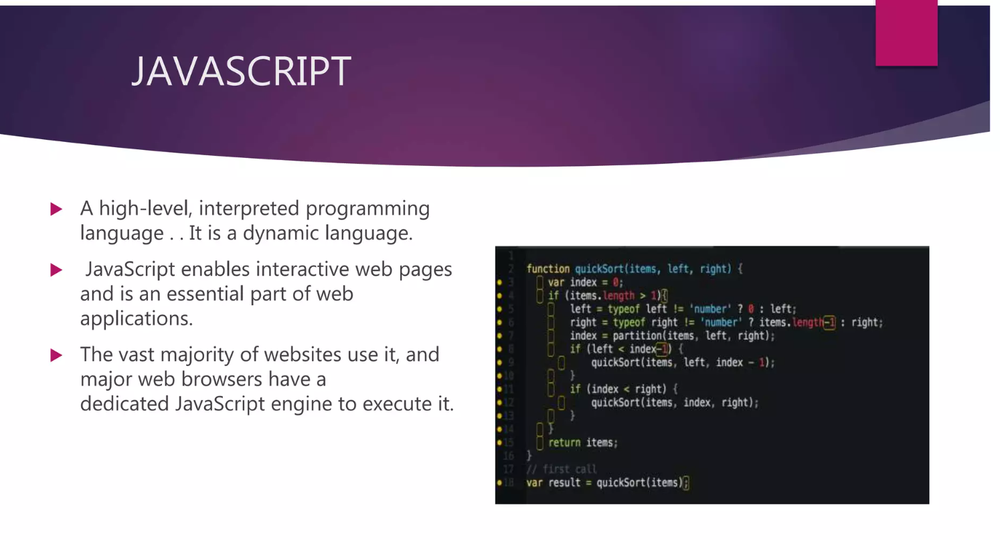 JAVASCRIPT
A high-level, interpreted programming
language . . It is a dynamic language.
JavaScript enables interactive web pages
and is an essential part of web
applications.
The vast majority of websites use it, and
major web browsers have a
dedicated JavaScript engine to execute it.
1
2 function quickSort(items, left, right) {
3 var index = 0;
4 if (items.length > 1){
5 left = typeof left != 'number' ? 0 : left;
6 right = typeof right != 'number' ? items.length-1 : right;
7 index = partition(items, left, right);
8 if (left < index-1) {
9 quickSort(items, left, index - 1);
10 }
11 if (index < right) {
12 quickSort(items, index, right);
13 }
14 }
15 return items;
16 }
17 // first call
18 var result = quickSort(items);